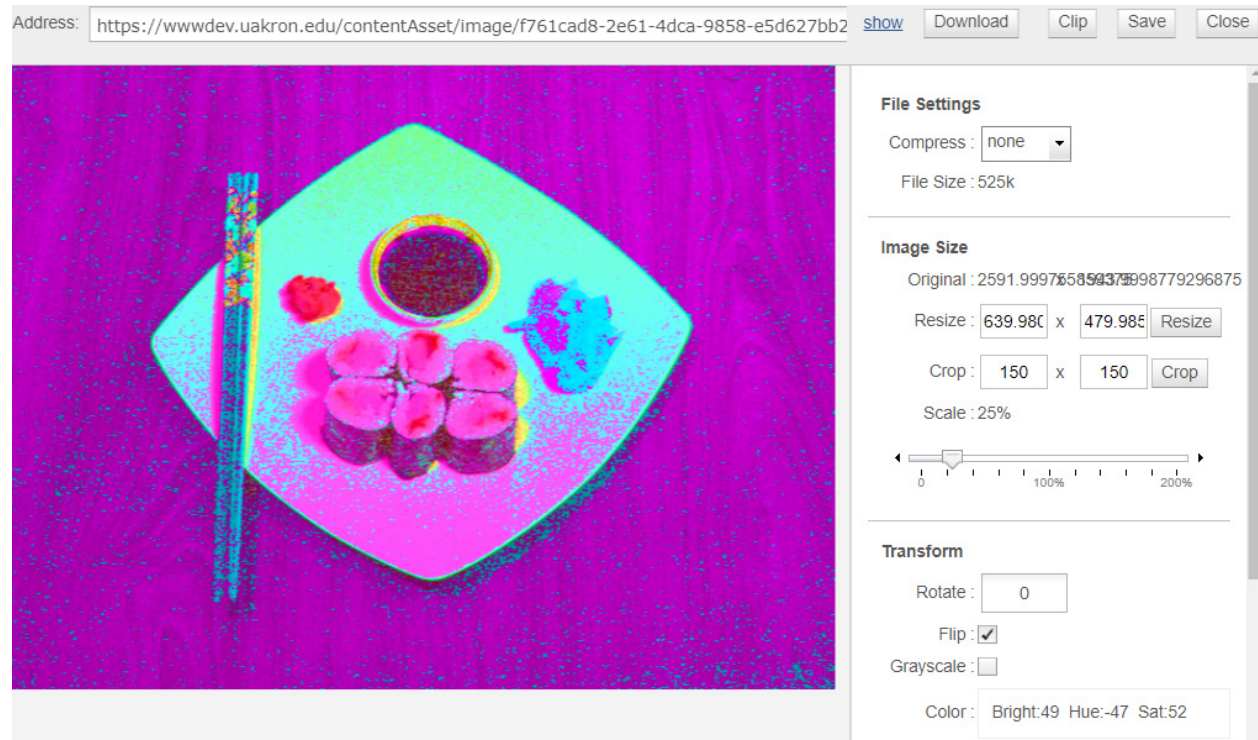 Address: https://wwwdev.uakron.edu/contentAsset/image/f761cad8-2e61-4dca-9858-e5d627bb2 show Download Clip Save Close
File Settings
Compress : none
File Size : 525k
Image Size
Original :
Resize : 639.980 x 479.985 Resize
Crop : 150 x 150 Crop
Scale : 25%
0 100% 200%
Transform
Rotate : 0
Flip :
Grayscale :
Color : Bright:49 Hue:-47 Sat:52